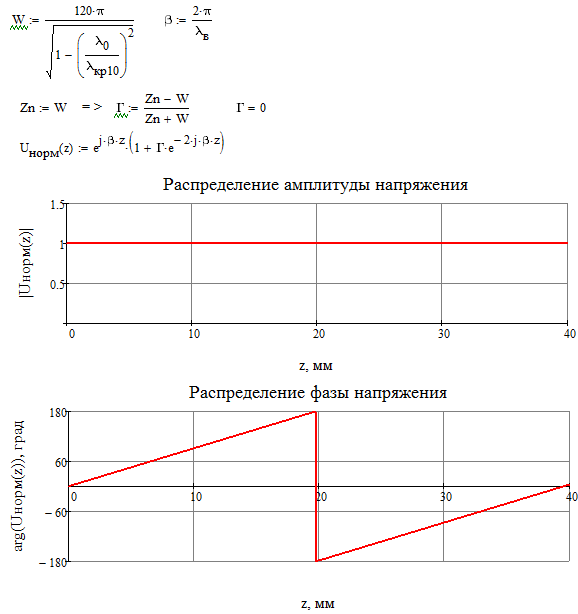 W := 120·π / √(1 − (λ0 / λкр10)^2)     β := 2·π / λв
Zn := W   = >   Γ := (Zn − W) / (Zn + W)     Γ = 0
Uнорм(z) := e^(j·β·z)·(1 + Γ·e^(−2·j·β·z))
Распределение амплитуды напряжения
|Uнорм(z)|
1.5
1
0.5
0 10 20 30 40
z, мм
Распределение фазы напряжения
arg(Uнорм(z)), град
180
60
0 10 20 30 40
− 60
− 180
z, мм